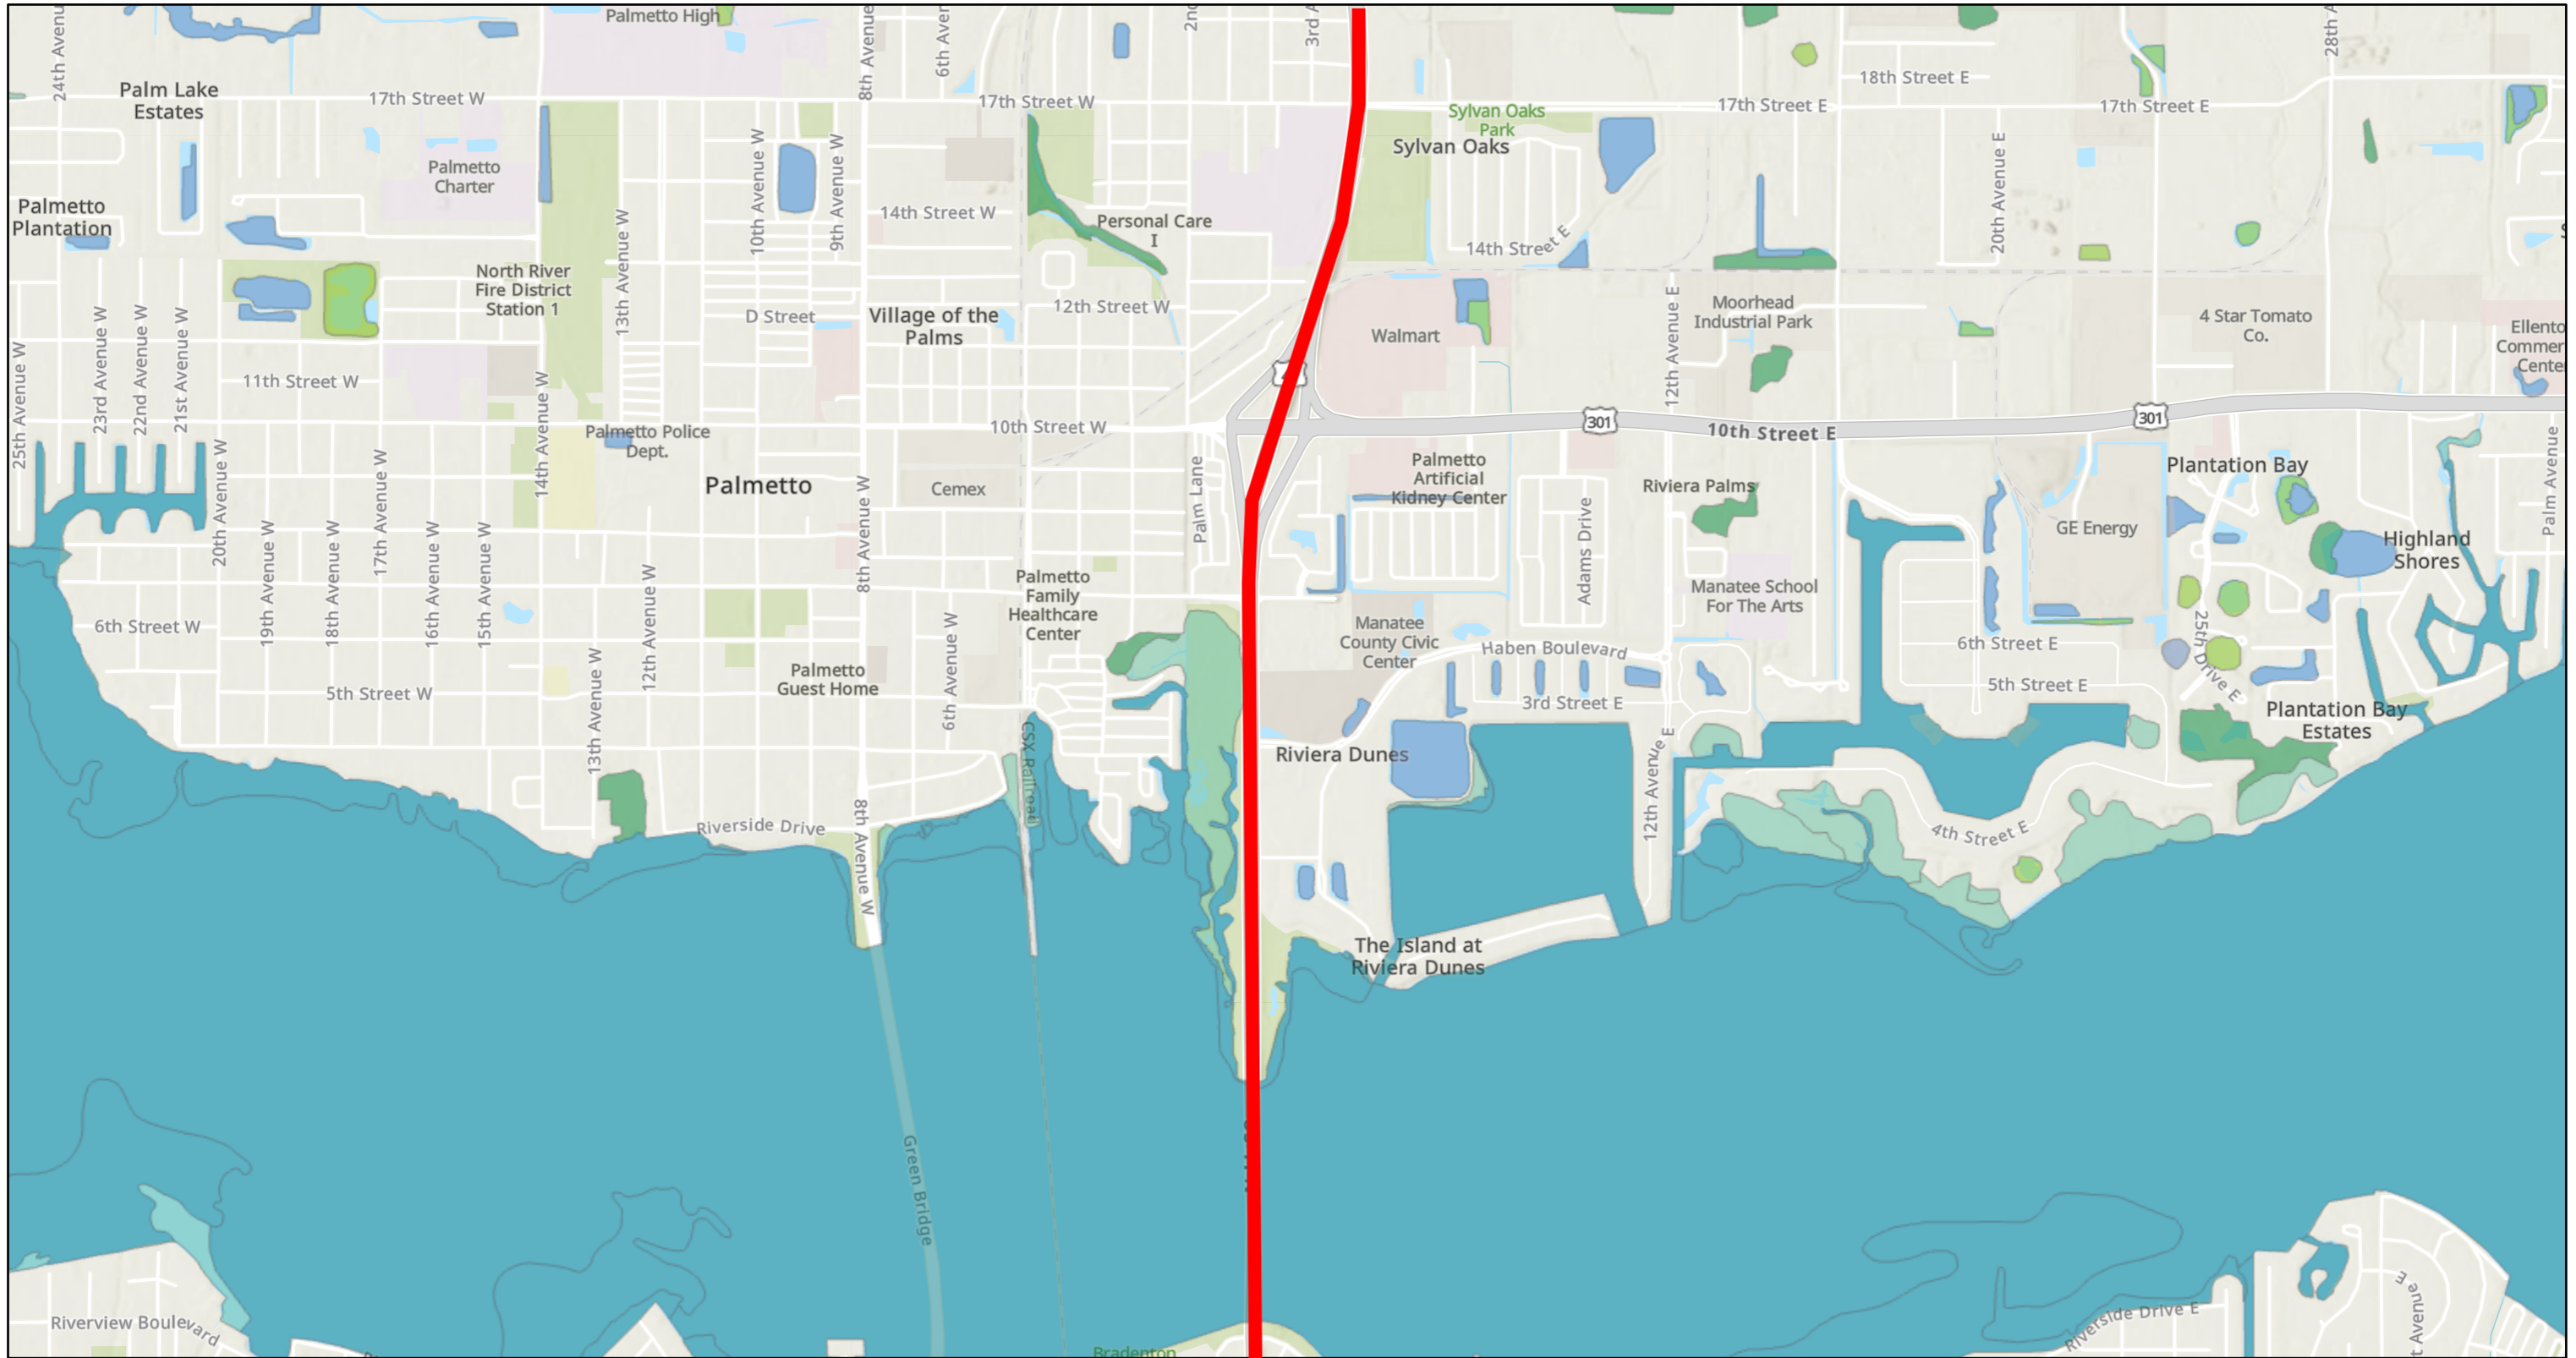 Palmetto High
24th Avenu
8th Avenue
6th Aven
2nd
3rd A
28th A
Palm Lake
Estates
17th Street W
17th Street W
Sylvan Oaks
Park
Sylvan Oaks
17th Street E
18th Street E
17th Street E
Palmetto
Charter
Palmetto
Plantation
10th Avenue W
9th Avenue W
14th Street W
Personal Care
I
14th Street E
20th Avenue E
13th Avenue W
North River
Fire District
Station 1
D Street
Village of the
Palms
12th Street W
Walmart
12th Avenue E
Moorhead
Industrial Park
4 Star Tomato
Co.
Ellento
Commer
Cente
25th Avenue W
23rd Avenue W
22nd Avenue W
21st Avenue W
11th Street W
14th Avenue W
10th Street W
301
10th Street E
301
Palmetto Police
Dept.
Palmetto
Cemex
8th Avenue W
Palm Lane
Palmetto
Artificial
Kidney Center
Riviera Palms
Adams Drive
GE Energy
Plantation Bay
Highland
Shores
Palm Avenue
20th Avenue W
19th Avenue W
18th Avenue W
17th Avenue W
16th Avenue W
15th Avenue W
12th Avenue W
6th Street W
5th Street W
13th Avenue W
Palmetto
Family
Healthcare
Center
6th Avenue W
Palmetto
Guest Home
Manatee
County Civic
Center
Haben Boulevard
3rd Street E
Manatee School
For The Arts
6th Street E
5th Street E
25th Drive E
Plantation Bay
Estates
CSX Railroad
Riviera Dunes
12th Avenue E
4th Street E
Riverside Drive
8th Avenue W
The Island at
Riviera Dunes
Green Bridge
Riverview Boulevard
Bradenton
Riverside Drive E
t Avenue E